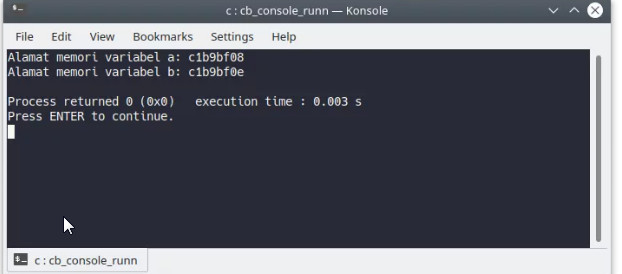 c : cb_console_runn — Konsole
File Edit View Bookmarks Settings Help
Alamat memori variabel a: c1b9bf08
Alamat memori variabel b: c1b9bf0e
Process returned 0 (0x0)   execution time : 0.003 s
Press ENTER to continue.
c : cb_console_runn